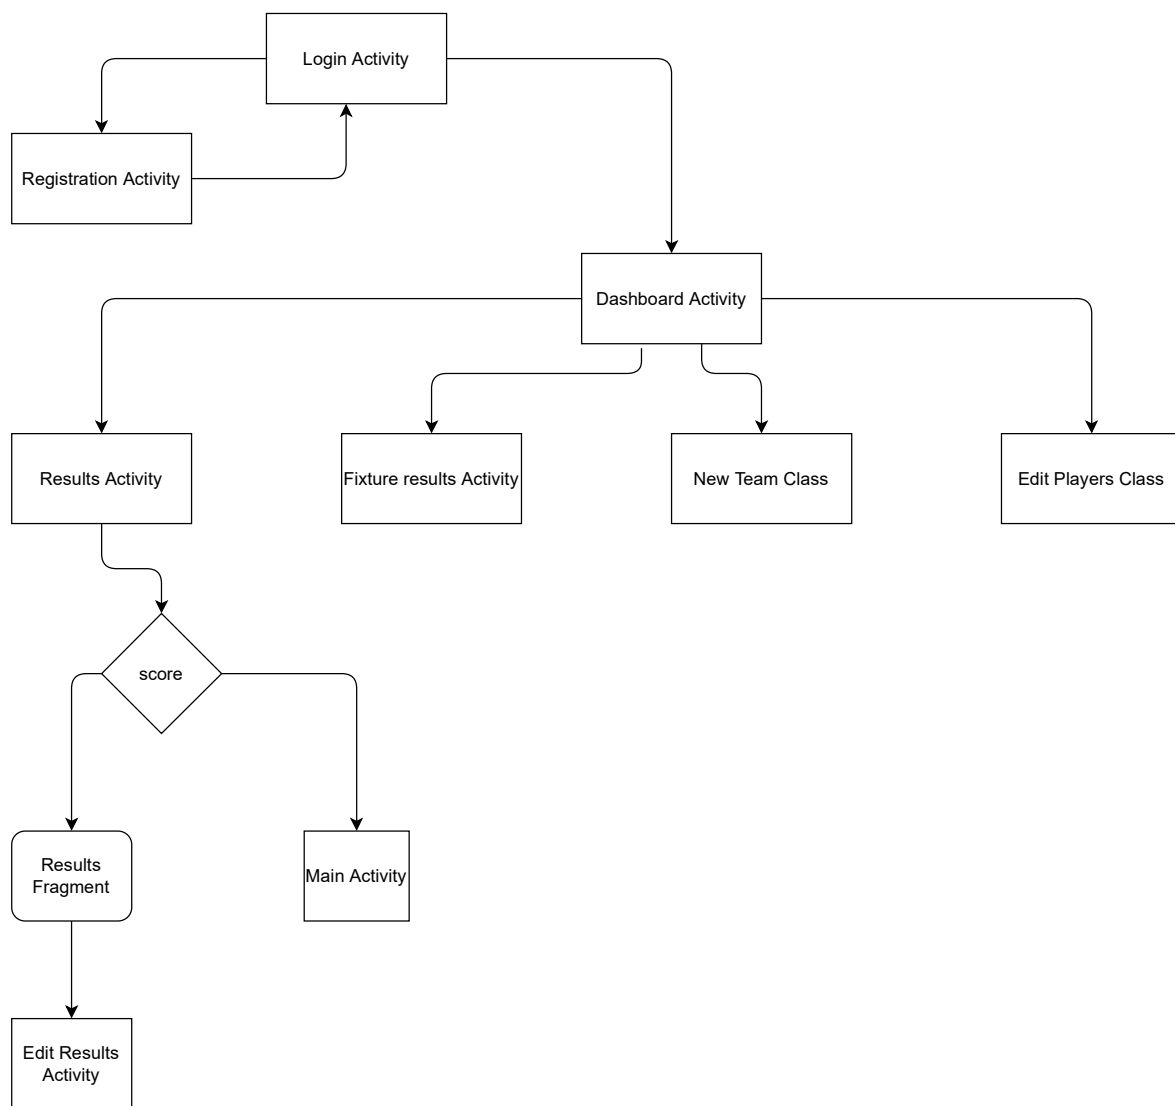 Login Activity
Registration Activity
Dashboard Activity
Results Activity
Fixture results Activity
New Team Class
Edit Players Class
score
Results
Fragment
Main Activity
Edit Results
Activity